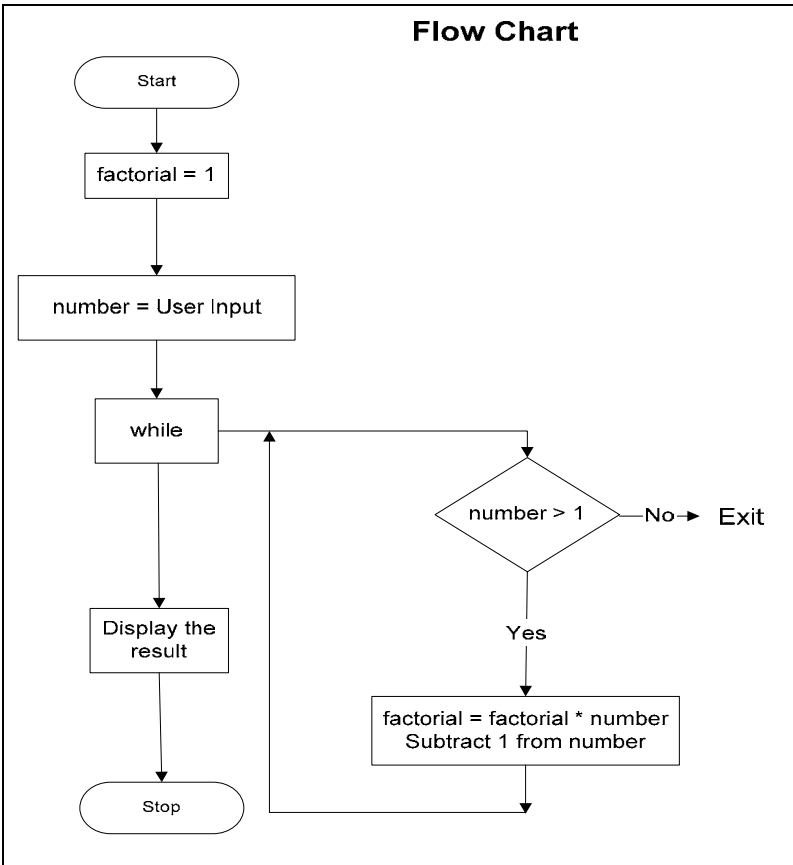 Flow Chart
Start
factorial = 1
number = User Input
while
number > 1
No
Exit
Yes
factorial = factorial * number
Subtract 1 from number
Display the
result
Stop